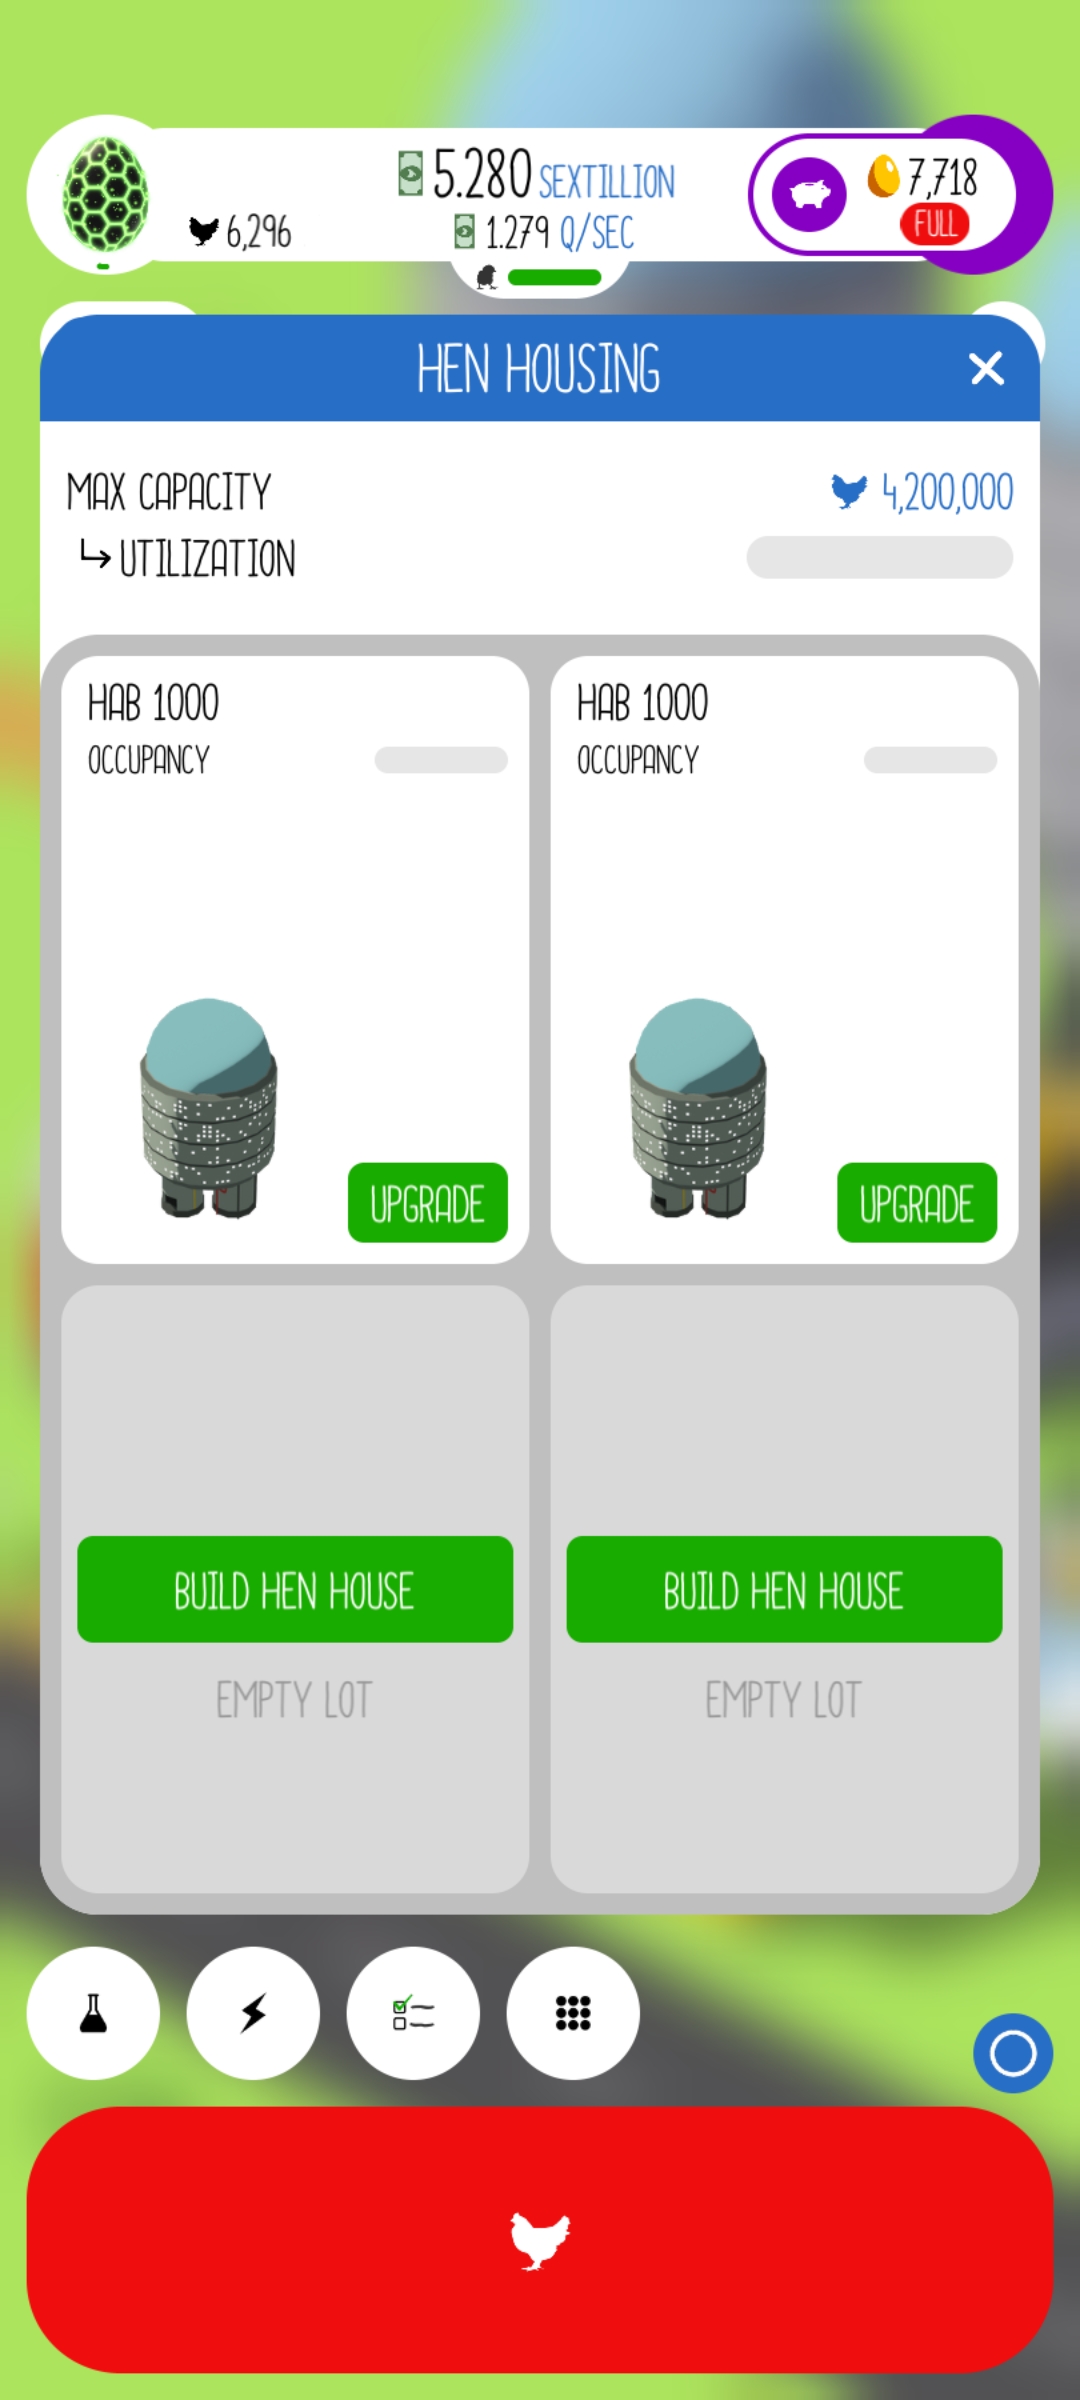 5.280 SEXTILLION
7,718
6,296
1.279 Q/SEC
FULL
HEN HOUSING
MAX CAPACITY
4,200,000
UTILIZATION
HAB 1000
HAB 1000
OCCUPANCY
OCCUPANCY
UPGRADE
UPGRADE
BUILD HEN HOUSE
BUILD HEN HOUSE
EMPTY LOT
EMPTY LOT